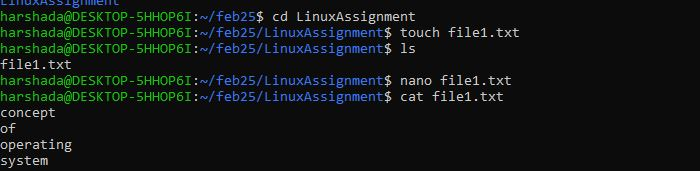 LinuxAssignment
harshada@DESKTOP-5HHOP6I:~/feb25$ cd LinuxAssignment
harshada@DESKTOP-5HHOP6I:~/feb25/LinuxAssignment$ touch file1.txt
harshada@DESKTOP-5HHOP6I:~/feb25/LinuxAssignment$ ls
file1.txt
harshada@DESKTOP-5HHOP6I:~/feb25/LinuxAssignment$ nano file1.txt
harshada@DESKTOP-5HHOP6I:~/feb25/LinuxAssignment$ cat file1.txt
concept
of
operating
system